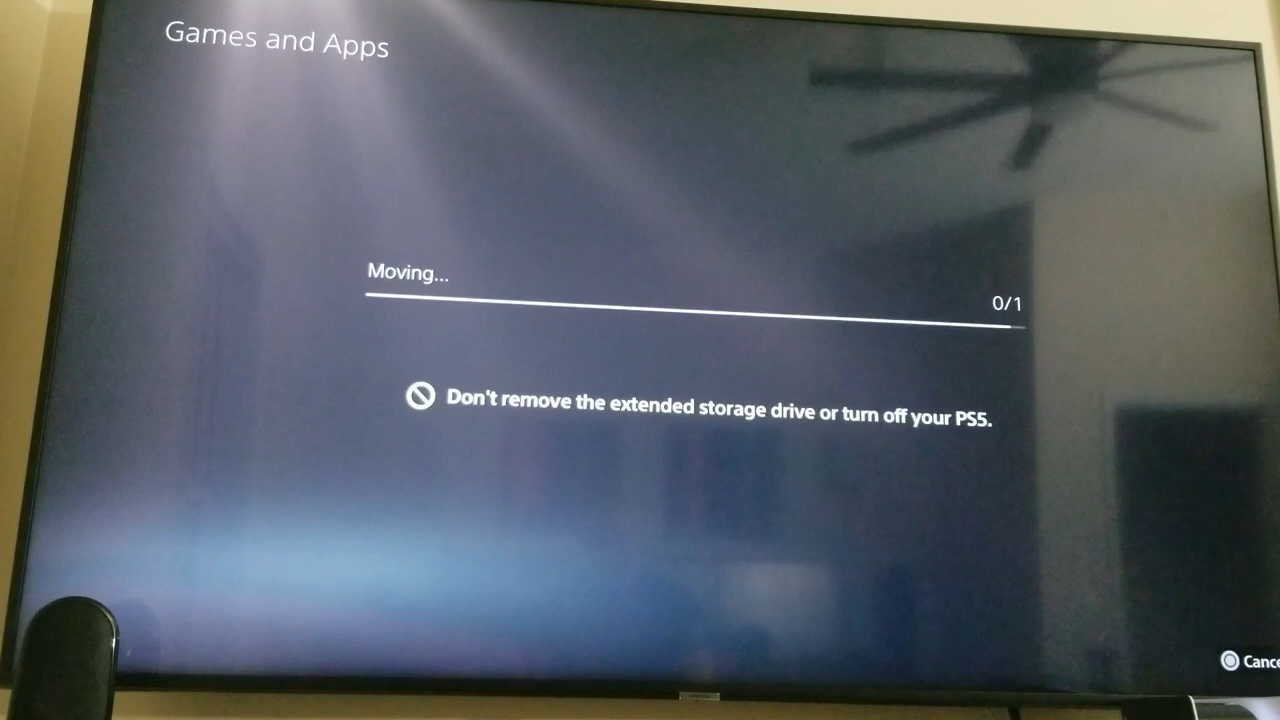 Games and Apps
Moving...
0/1
Don't remove the extended storage drive or turn off your PS5.